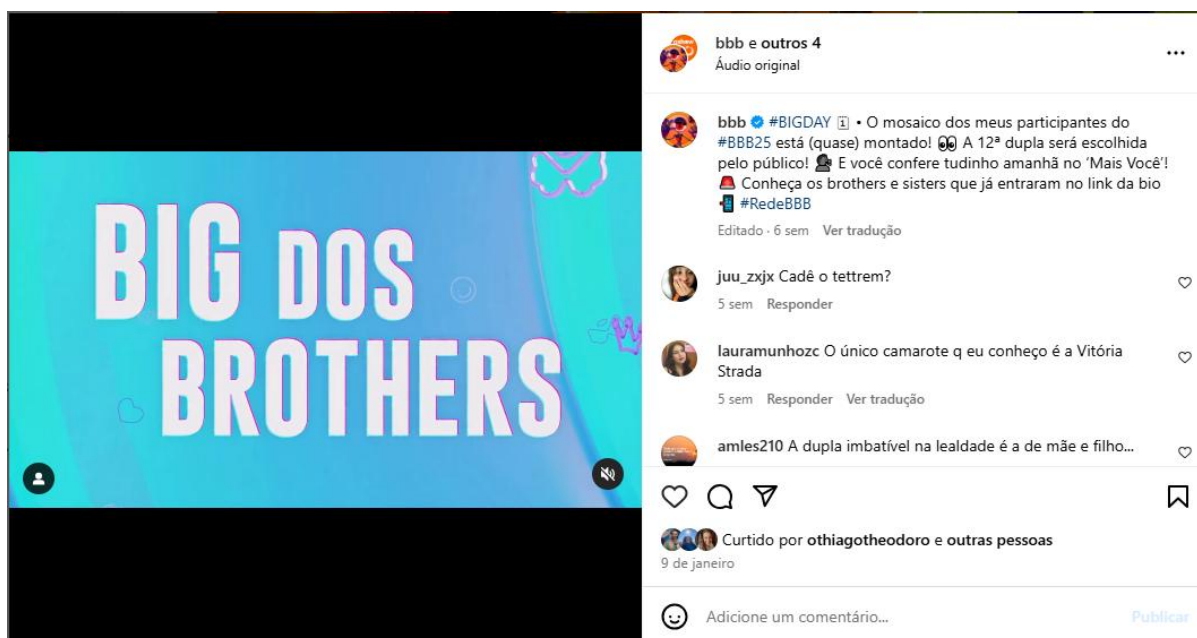 BIG DOS
BROTHERS
bbb e outros 4
Áudio original
bbb #BIGDAY • O mosaico dos meus participantes do
#BBB25 está (quase) montado! 👀 A 12ª dupla será escolhida
pelo público! 🗣 E você confere tudinho amanhã no ‘Mais Você’!
🚨 Conheça os brothers e sisters que já entraram no link da bio
📲 #RedeBBB
Editado · 6 sem Ver tradução
juu_zxjx Cadê o tettrem?
5 sem Responder
lauramunhozc O único camarote q eu conheço é a Vitória
Strada
5 sem Responder Ver tradução
amles210 A dupla imbatível na lealdade é a de mãe e filho...
Curtido por othiagotheodoro e outras pessoas
9 de janeiro
Adicione um comentário...
Publicar